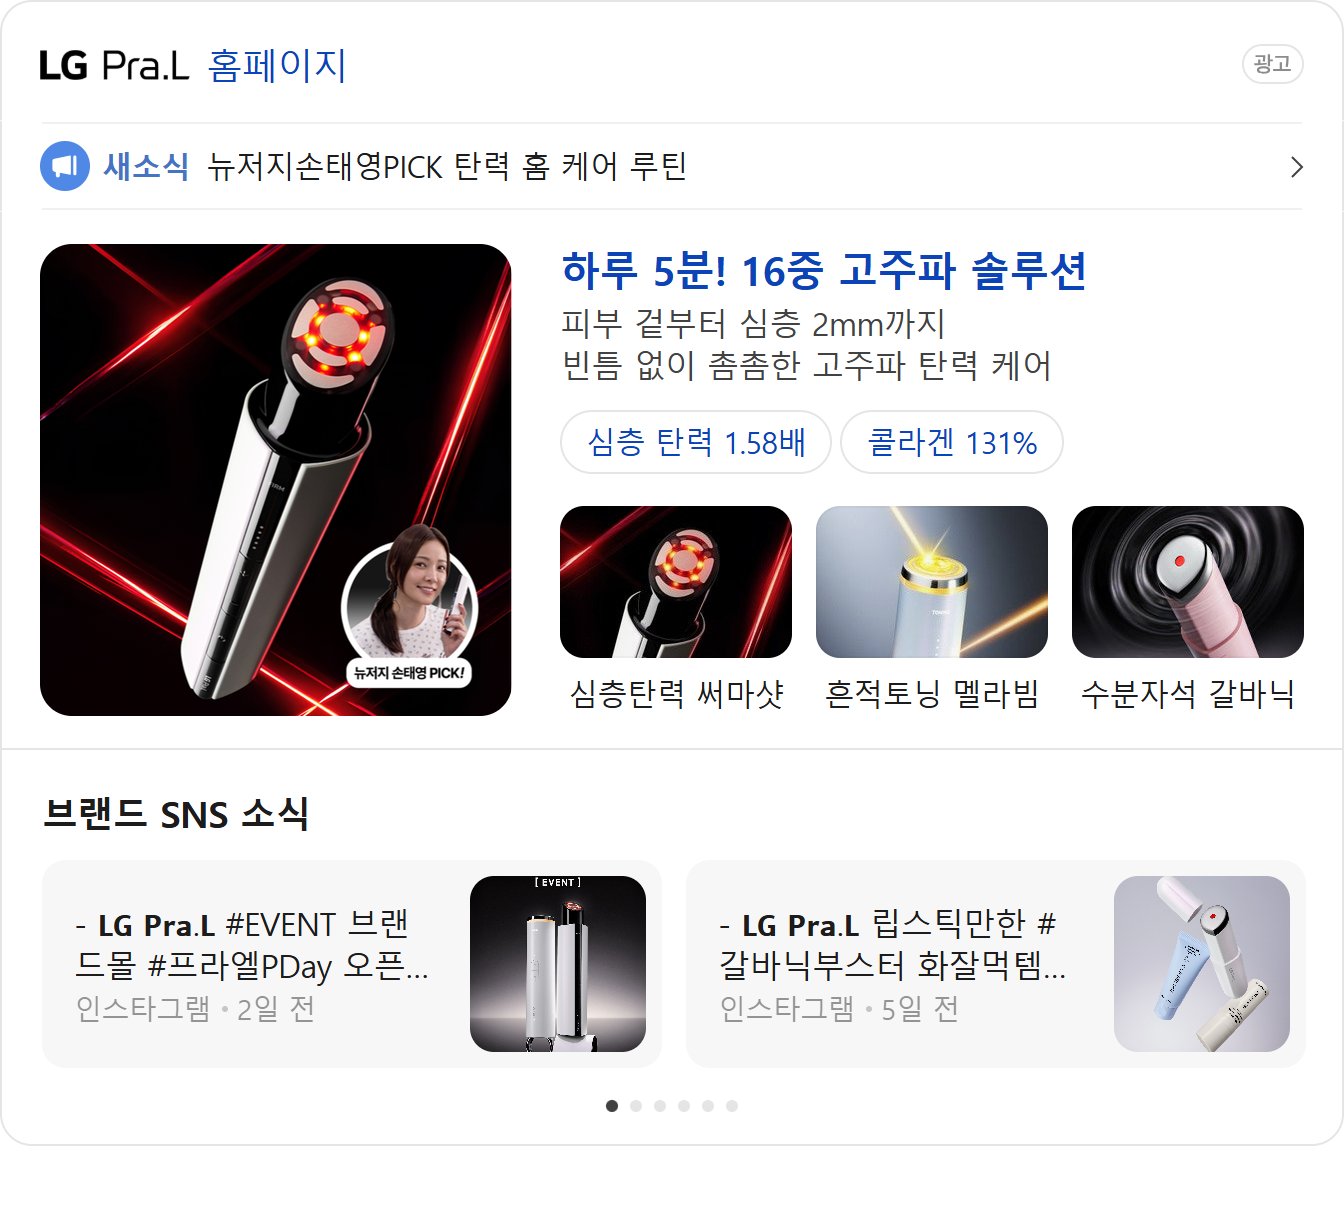 LG Pra.L 홈페이지
광고
새소식 뉴저지손태영PICK 탄력 홈 케어 루틴
하루 5분! 16중 고주파 솔루션
피부 겉부터 심층 2mm까지
빈틈 없이 촘촘한 고주파 탄력 케어
심층 탄력 1.58배
콜라겐 131%
뉴저지 손태영 PICK!
심층탄력 써마샷
흔적토닝 멜라빔
수분자석 갈바닉
브랜드 SNS 소식
- LG Pra.L #EVENT 브랜
드몰 #프라엘PDay 오픈...
인스타그램 • 2일 전
[ EVENT ]
- LG Pra.L 립스틱만한 #
갈바닉부스터 화잘먹템...
인스타그램 • 5일 전